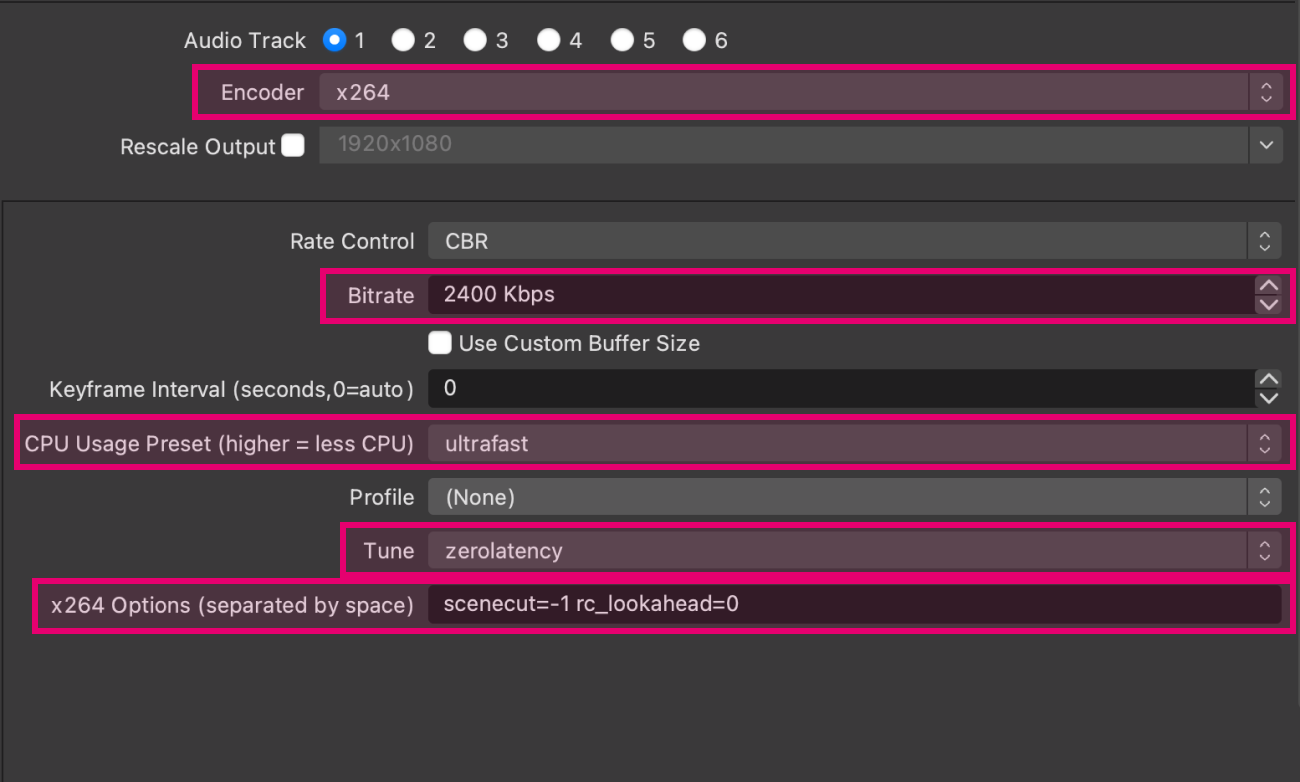 Audio Track 1 2 3 4 5 6
Encoder x264
Rescale Output 1920x1080
Rate Control CBR
Bitrate 2400 Kbps
Use Custom Buffer Size
Keyframe Interval (seconds,0=auto) 0
CPU Usage Preset (higher = less CPU) ultrafast
Profile (None)
Tune zerolatency
x264 Options (separated by space) scenecut=-1 rc_lookahead=0